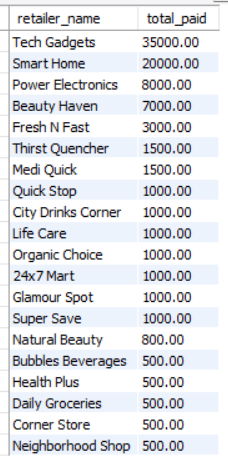 retailer_name total_paid
Tech Gadgets 35000.00
Smart Home 20000.00
Power Electronics 8000.00
Beauty Haven 7000.00
Fresh N Fast 3000.00
Thirst Quencher 1500.00
Medi Quick 1500.00
Quick Stop 1000.00
City Drinks Corner 1000.00
Life Care 1000.00
Organic Choice 1000.00
24x7 Mart 1000.00
Glamour Spot 1000.00
Super Save 1000.00
Natural Beauty 800.00
Bubbles Beverages 500.00
Health Plus 500.00
Daily Groceries 500.00
Corner Store 500.00
Neighborhood Shop 500.00